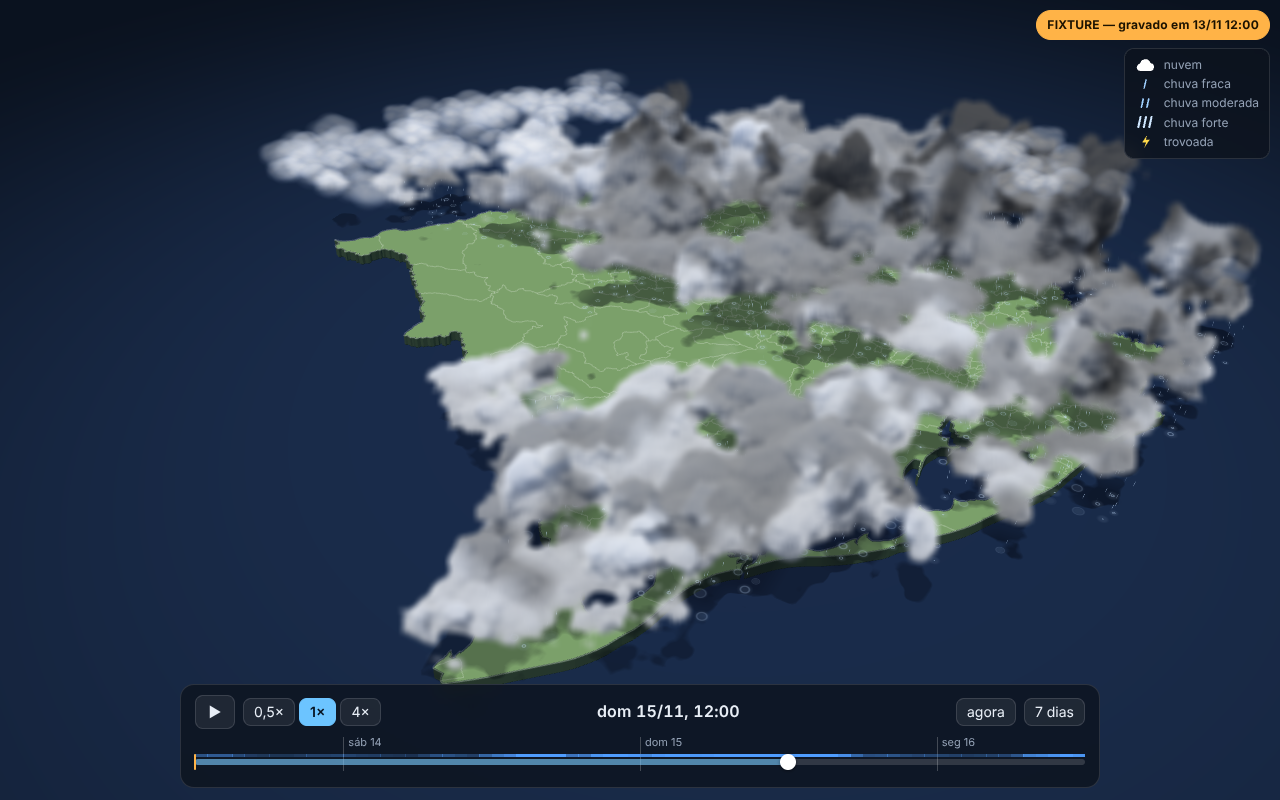 FIXTURE — gravado em 13/11 12:00
nuvem
chuva fraca
chuva moderada
chuva forte
trovoada
0,5×
1×
4×
dom 15/11, 12:00
agora
7 dias
sáb 14
dom 15
seg 16